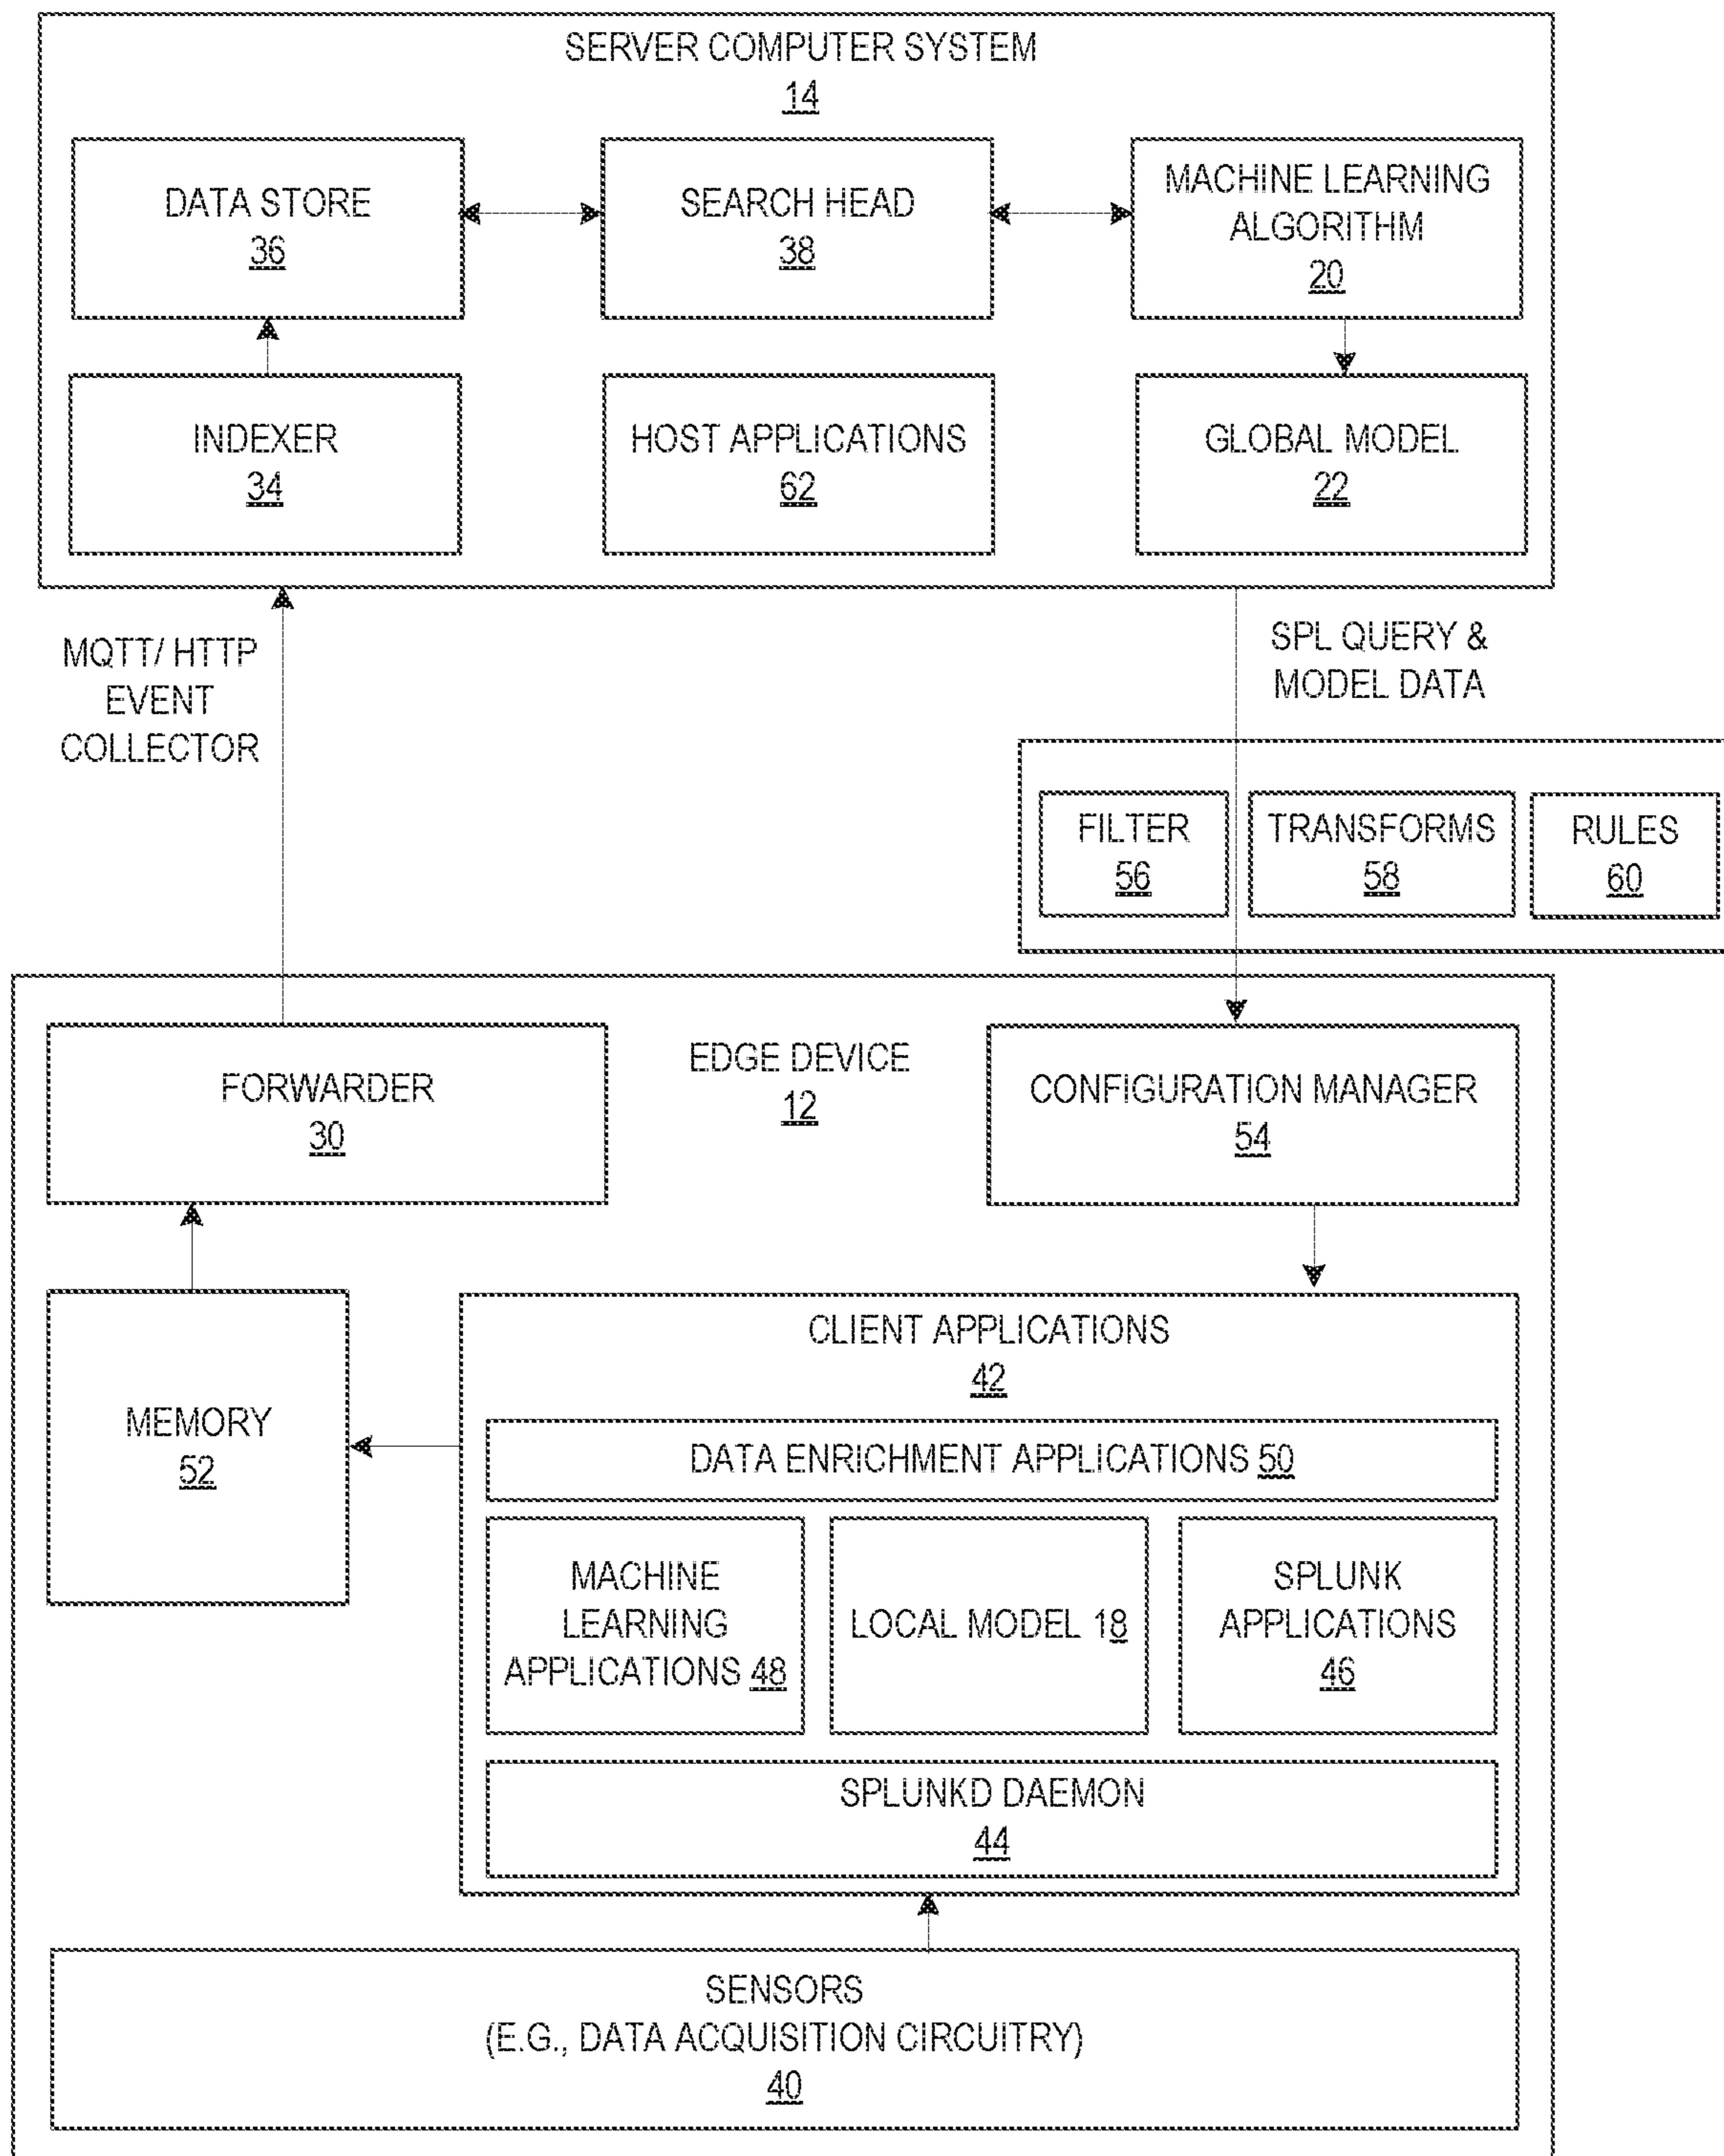 SERVER COMPUTER SYSTEM
14
DATA STORE
36
SEARCH HEAD
38
MACHINE LEARNING
ALGORITHM
20
INDEXER
34
HOST APPLICATIONS
62
GLOBAL MODEL
22
MQTT/ HTTP
EVENT
COLLECTOR
SPL QUERY &
MODEL DATA
FILTER
56
TRANSFORMS
58
RULES
60
FORWARDER
30
EDGE DEVICE
12
CONFIGURATION MANAGER
54
MEMORY
52
CLIENT APPLICATIONS
42
DATA ENRICHMENT APPLICATIONS 50
MACHINE
LEARNING
APPLICATIONS 48
LOCAL MODEL 18
SPLUNK
APPLICATIONS
46
SPLUNKD DAEMON
44
SENSORS
(E.G., DATA ACQUISITION CIRCUITRY)
40